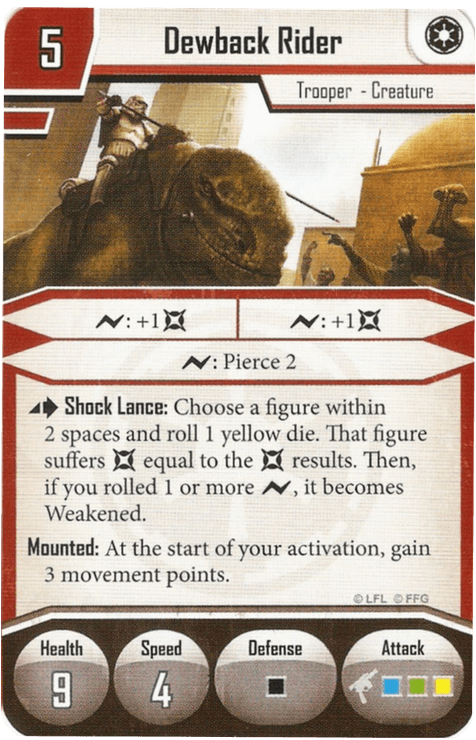 5
Dewback Rider
Trooper - Creature
: +1
: +1
: Pierce 2
Shock Lance: Choose a figure within
2 spaces and roll 1 yellow die. That figure
suffers equal to the results. Then,
if you rolled 1 or more , it becomes
Weakened.
Mounted: At the start of your activation, gain
3 movement points.
© LFL © FFG
Health
Speed
Defense
Attack
9
4